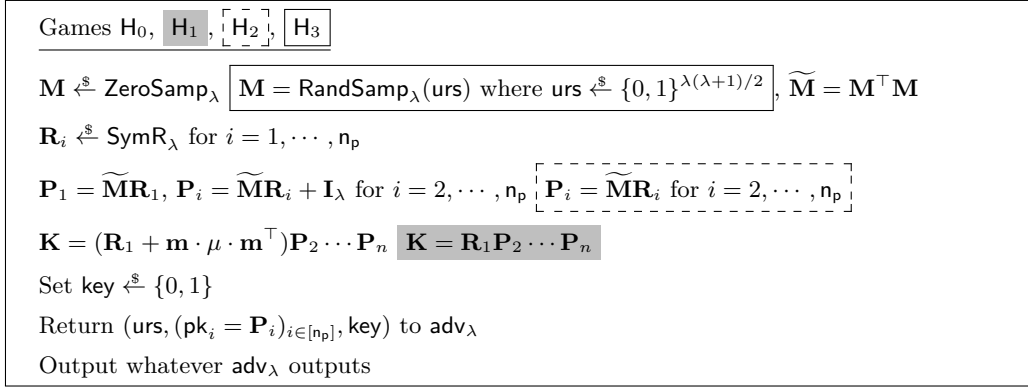 Games H₀, H₁, H₂, H₃
M ←$ ZeroSamp_λ M = RandSamp_λ(urs) where urs ←$ {0, 1}^{λ(λ+1)/2}, M̃ = M^⊤M
R_i ←$ SymR_λ for i = 1, ⋯ , n_p
P₁ = M̃R₁, P_i = M̃R_i + I_λ for i = 2, ⋯ , n_p P_i = M̃R_i for i = 2, ⋯ , n_p
K = (R₁ + m · μ · m^⊤)P₂ ⋯ P_n K = R₁P₂ ⋯ P_n
Set key ←$ {0, 1}
Return (urs, (pk_i = P_i)_{i∈[n_p]}, key) to adv_λ
Output whatever adv_λ outputs